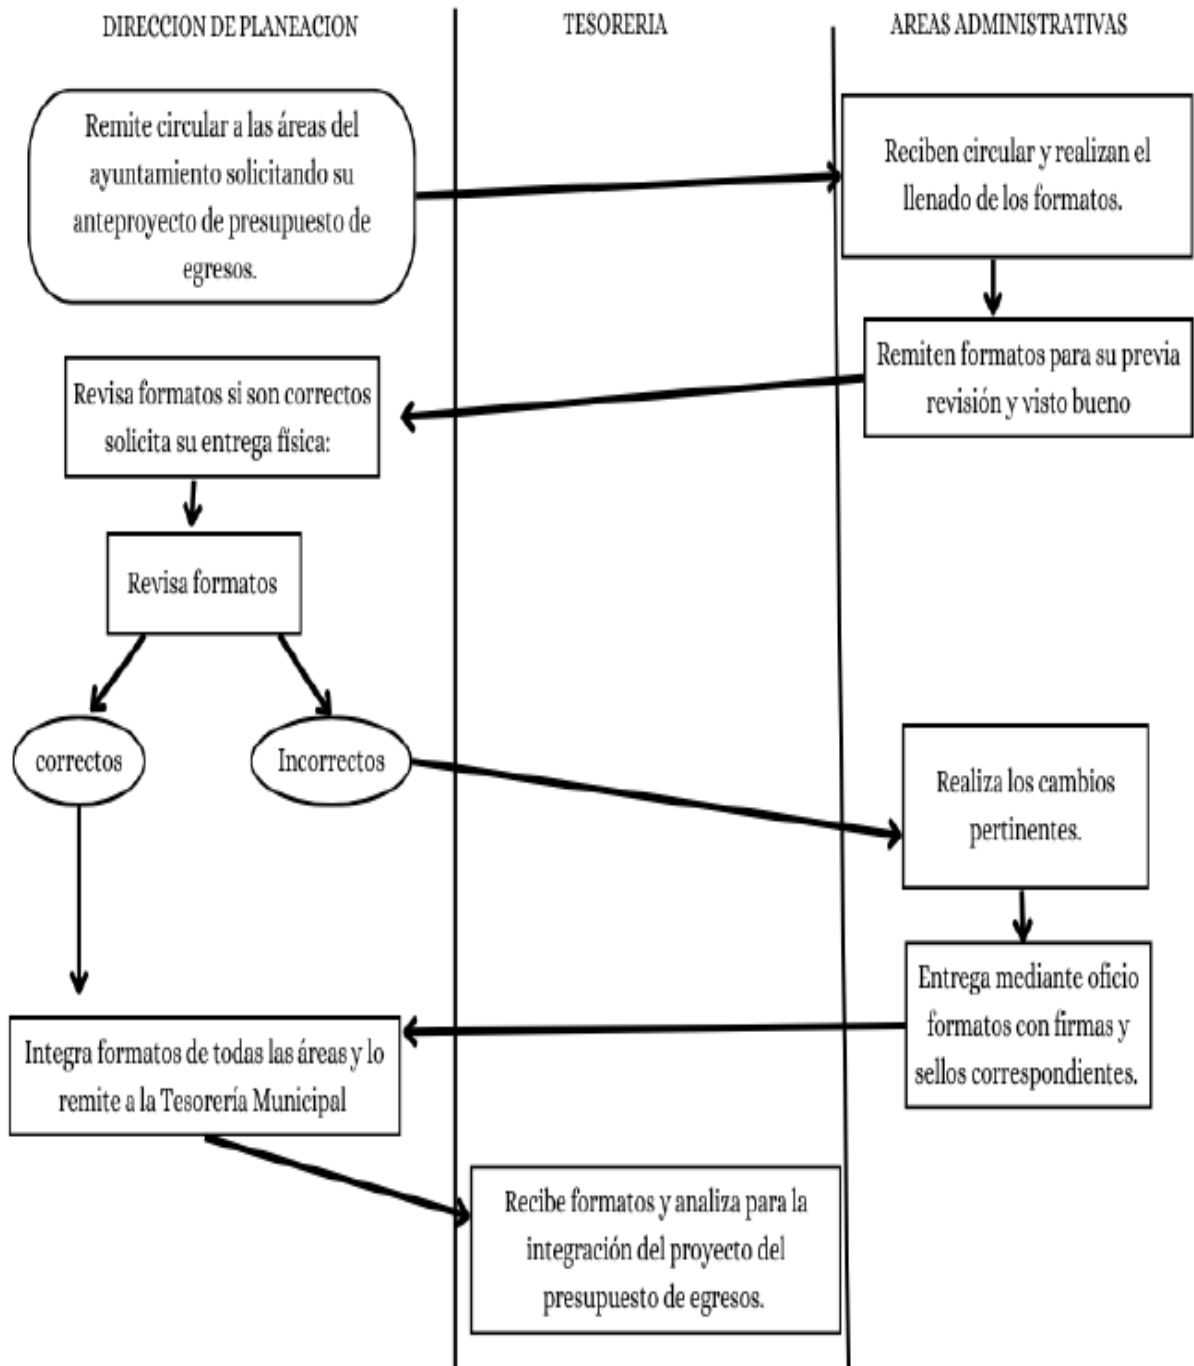 DIRECCION DE PLANEACION
TESORERIA
AREAS ADMINISTRATIVAS
Remite circular a las áreas del
ayuntamiento solicitando su
anteproyecto de presupuesto de
egresos.
Reciben circular y realizan el
llenado de los formatos.
Remiten formatos para su previa
revisión y visto bueno
Revisa formatos si son correctos
solicita su entrega física:
Revisa formatos
correctos
Incorrectos
Realiza los cambios
pertinentes.
Entrega mediante oficio
formatos con firmas y
sellos correspondientes.
Integra formatos de todas las áreas y lo
remite a la Tesorería Municipal
Recibe formatos y analiza para la
integración del proyecto del
presupuesto de egresos.